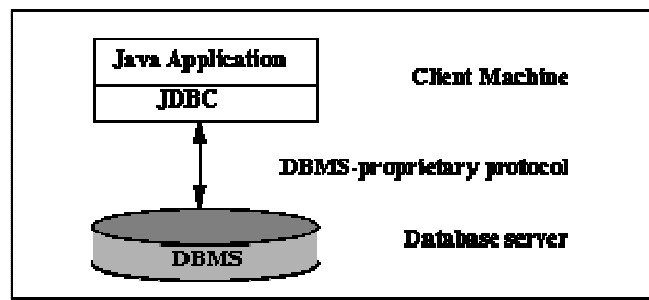 Java Application
JDBC
Client Machine
DBMS-proprietary protocol
DBMS
Database server